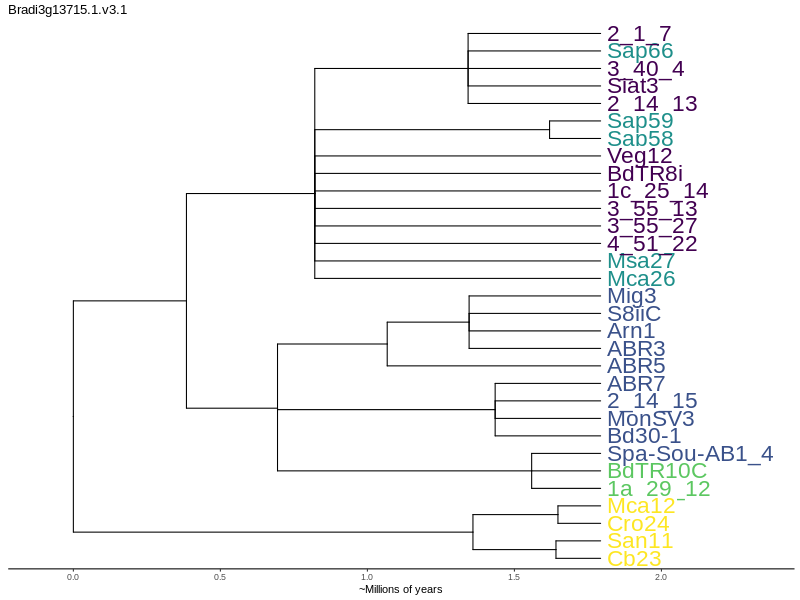 Bradi3g13715.1.v3.1
2_1_7
Sap66
3_40_4
Siat3
2_14_13
Sap59
Sap58
Veg12
BdTR8i
1c_25_14
3_55_13
3_55_27
4_51_22
Msa27
Mca26
Mig3
S8iiC
Arn1
ABR3
ABR5
ABR7
2_14_15
MonSV3
Bd30-1
Spa-Sou-AB1_4
BdTR10C
1a_29_12
Mca12
Cro24
San11
Cb23
0.0 0.5 1.0 1.5 2.0
~Millions of years